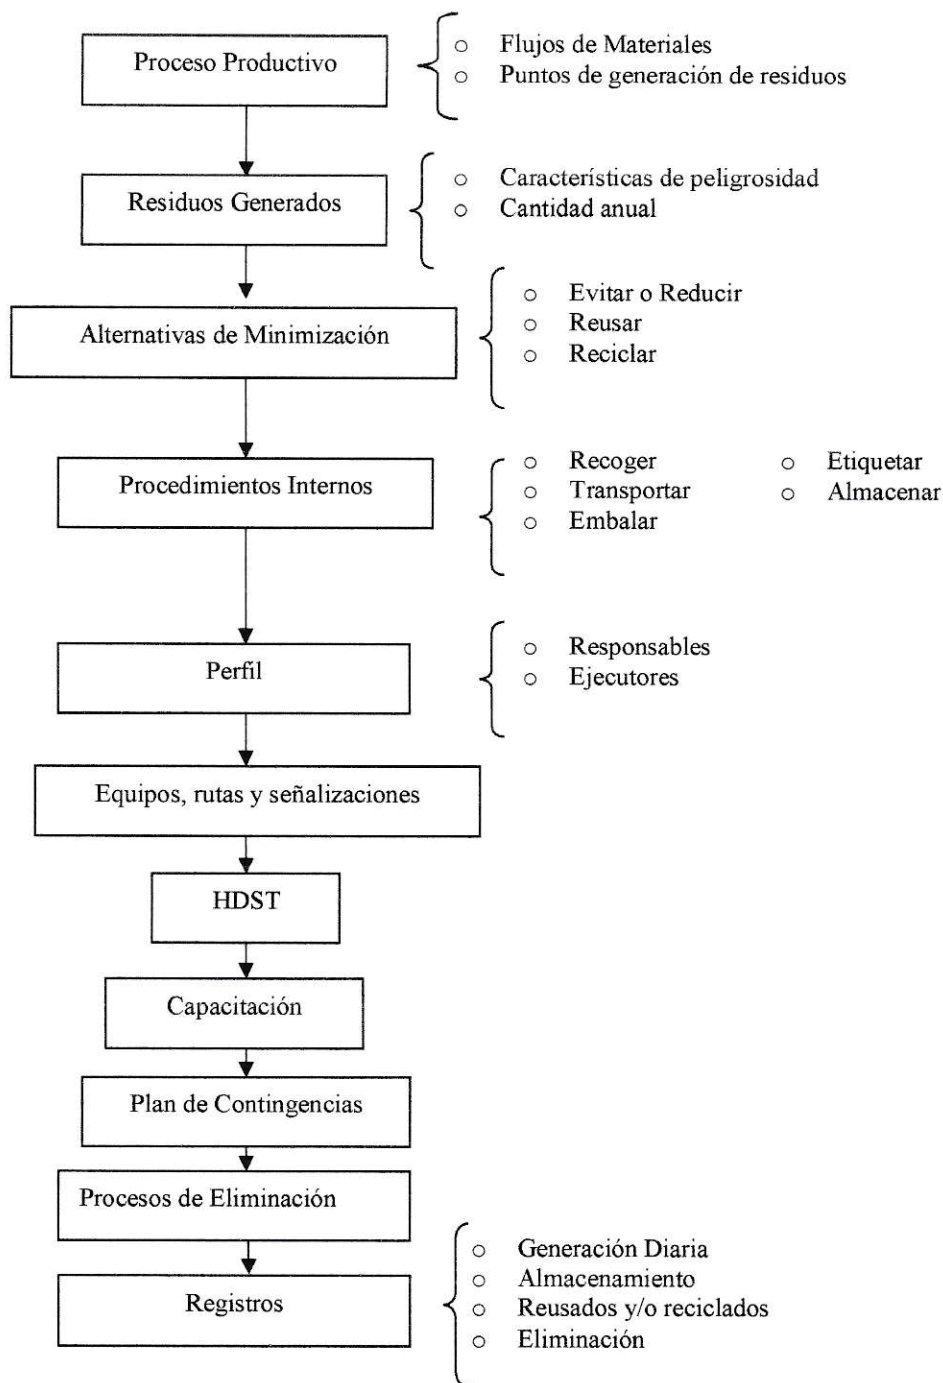 Proceso Productivo
○ Flujos de Materiales
○ Puntos de generación de residuos
Residuos Generados
○ Características de peligrosidad
○ Cantidad anual
Alternativas de Minimización
○ Evitar o Reducir
○ Reusar
○ Reciclar
Procedimientos Internos
○ Recoger
○ Transportar
○ Embalar
○ Etiquetar
○ Almacenar
Perfil
○ Responsables
○ Ejecutores
Equipos, rutas y señalizaciones
HDST
Capacitación
Plan de Contingencias
Procesos de Eliminación
Registros
○ Generación Diaria
○ Almacenamiento
○ Reusados y/o reciclados
○ Eliminación